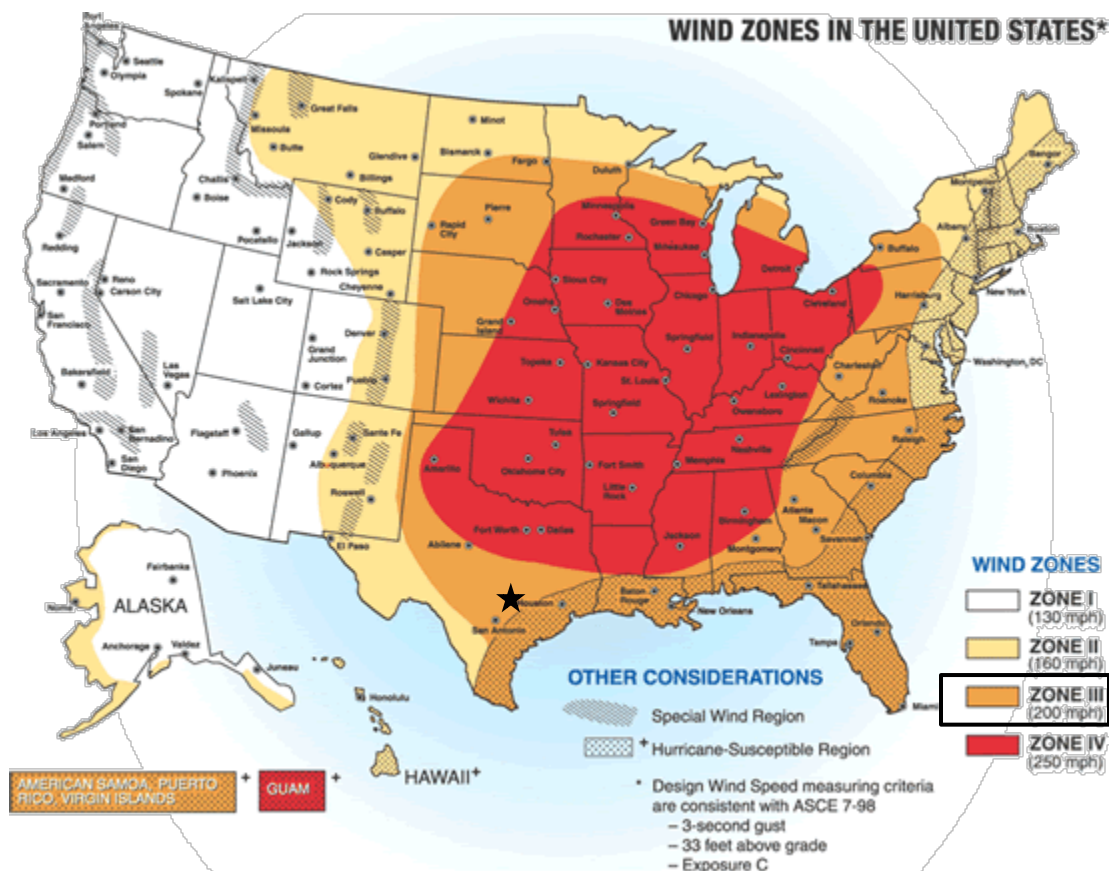 WIND ZONES IN THE UNITED STATES*
Port
Angeles
Seattle
Olympia
Spokane
Kalispell
Great Falls
Minot
Portland
Salem
Missoula
Butte
Glendive
Bismarck
Fargo
Duluth
Bangor
Medford
Challis
Boise
Billings
Montpelier
Cody
Buffalo
Pierre
Rapid
City
Minneapolis
Green Bay
Albany
Boston
Redding
Pocatello
Jackson
Casper
Rochester
Milwaukee
Buffalo
Rock Springs
Detroit
Sacramento
Reno
Carson City
Salt Lake City
Cheyenne
Sioux City
Omaha
Des
Moines
Chicago
Cleveland
Harrisburg
New York
San
Francisco
Grand
Island
Denver
Grand
Junction
Springfield
Indianapolis
Cincinnati
Washington, DC
Las
Vegas
Bakersfield
Cortez
Pueblo
Topeka
Kansas City
St. Louis
Charleston
Lexington
Roanoke
Wichita
Springfield
Owensboro
Los Angeles
San
Bernadino
Flagstaff
Gallup
Santa Fe
Albuquerque
Tulsa
Nashville
Raleigh
San
Diego
Phoenix
Amarillo
Oklahoma City
Fort Smith
Memphis
Little
Rock
Columbia
Roswell
Atlanta
Macon
Birmingham
Fort Worth
Dallas
Savannah
El Paso
Abilene
Jackson
Montgomery
Tallahassee
Baton
Rouge
New Orleans
Houston
San Antonio
Orlando
Tampa
Miami
Fairbanks
Nome
ALASKA
Anchorage
Valdez
Juneau
Honolulu
HAWAII+
WIND ZONES
ZONE I
(130 mph)
ZONE II
(160 mph)
ZONE III
(200 mph)
ZONE IV
(250 mph)
OTHER CONSIDERATIONS
Special Wind Region
+ Hurricane-Susceptible Region
AMERICAN SAMOA, PUERTO
RICO, VIRGIN ISLANDS
+
GUAM
+
* Design Wind Speed measuring criteria
are consistent with ASCE 7-98
– 3-second gust
– 33 feet above grade
– Exposure C